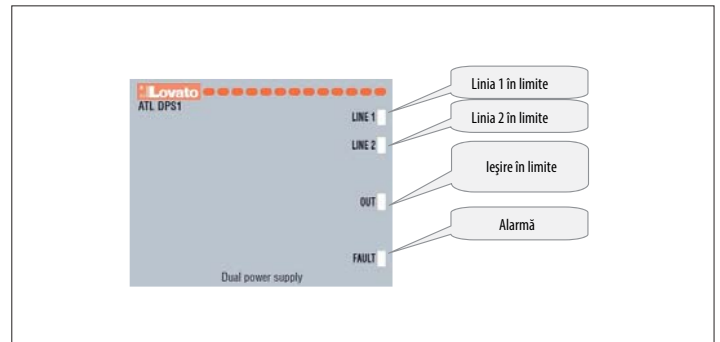 Lovato
ATL DPS1
LINE 1
LINE 2
OUT
FAULT
Dual power supply
Linia 1 în limite
Linia 2 în limite
Ieşire în limite
Alarmă